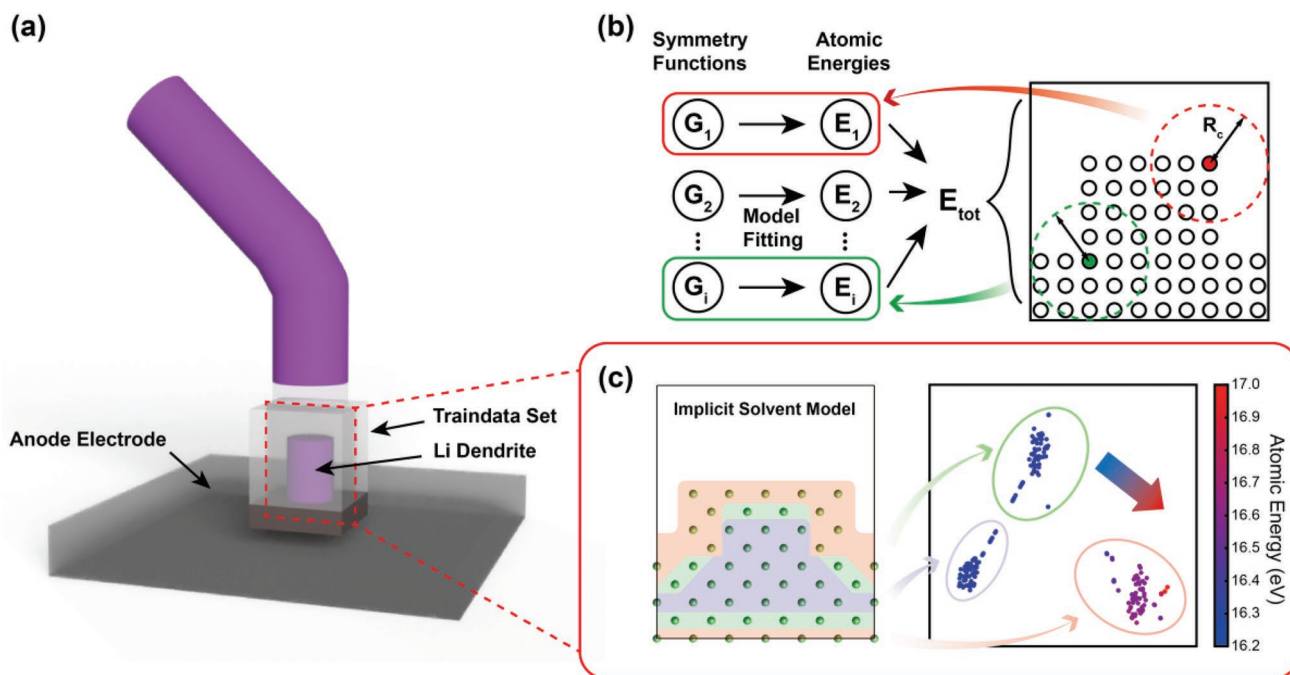 (a)
Anode Electrode
Traindata Set
Li Dendrite
(b)
Symmetry
Functions
Atomic
Energies
G₁
E₁
G₂
E₂
Model
Fitting
⋮
⋮
Gᵢ
Eᵢ
E_tot
R_c
(c)
Implicit Solvent Model
17.0
16.9
16.8
16.7
16.6
16.5
16.4
16.3
16.2
Atomic Energy (eV)